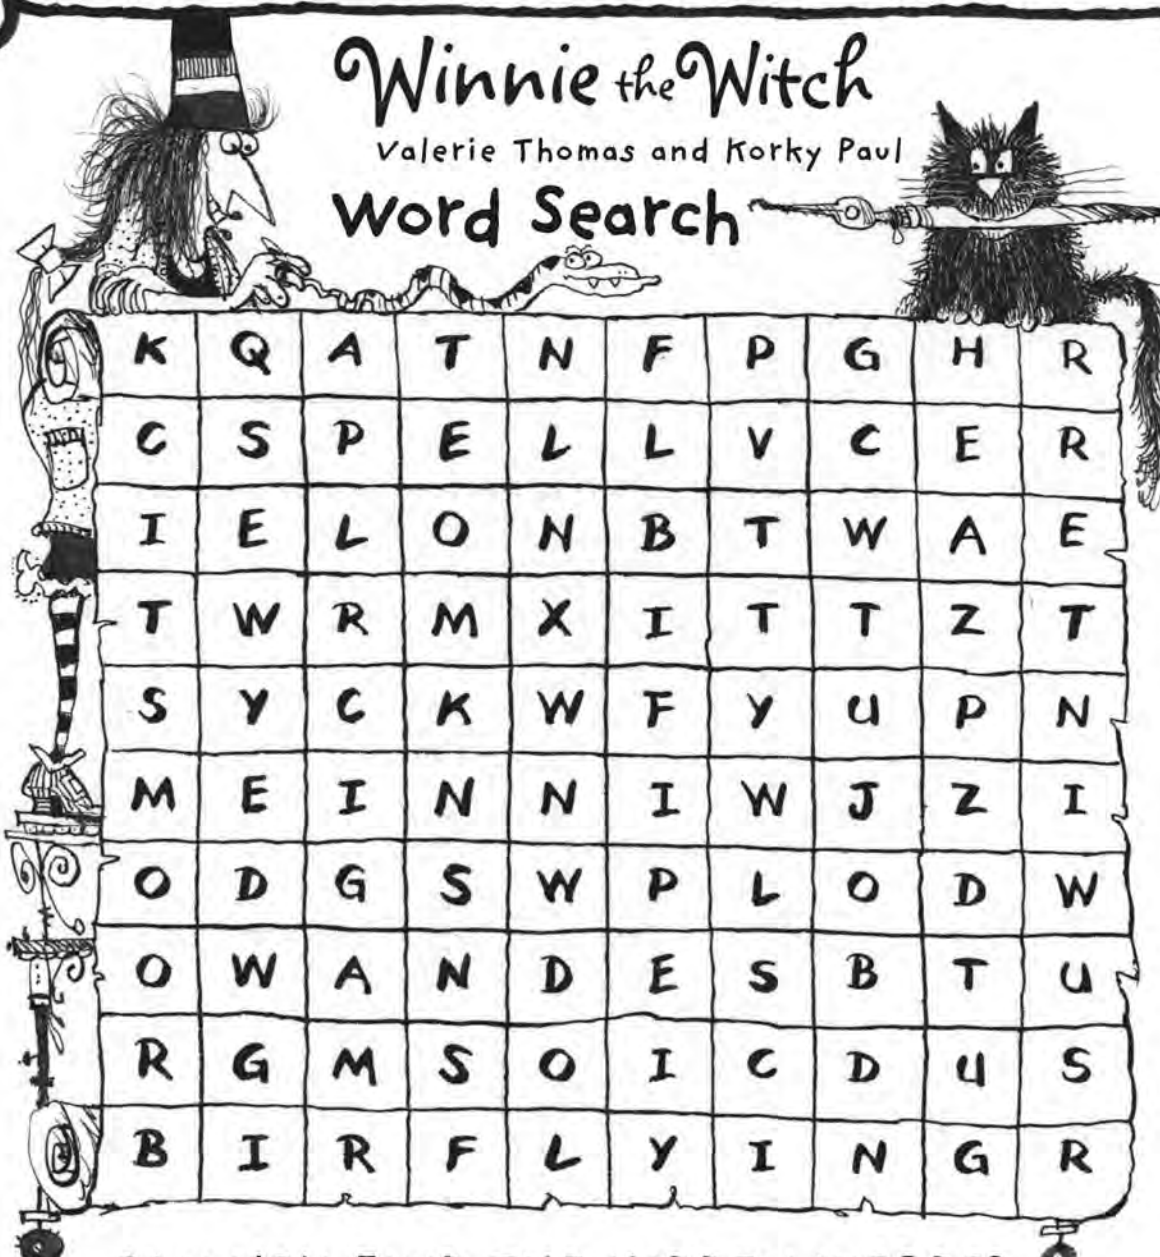 Winnie the Witch
Valerie Thomas and Korky Paul
Word Search
K Q A T N F P G H R
C S P E L L V C E R
I E L O N B T W A E
T W R M X I T T Z T
S Y C K W F Y U P N
M E I N N I W J Z I
O D G S W P L O D W
O W A N D E S B T U
R G M S O I C D U S
B I R F L Y I N G R